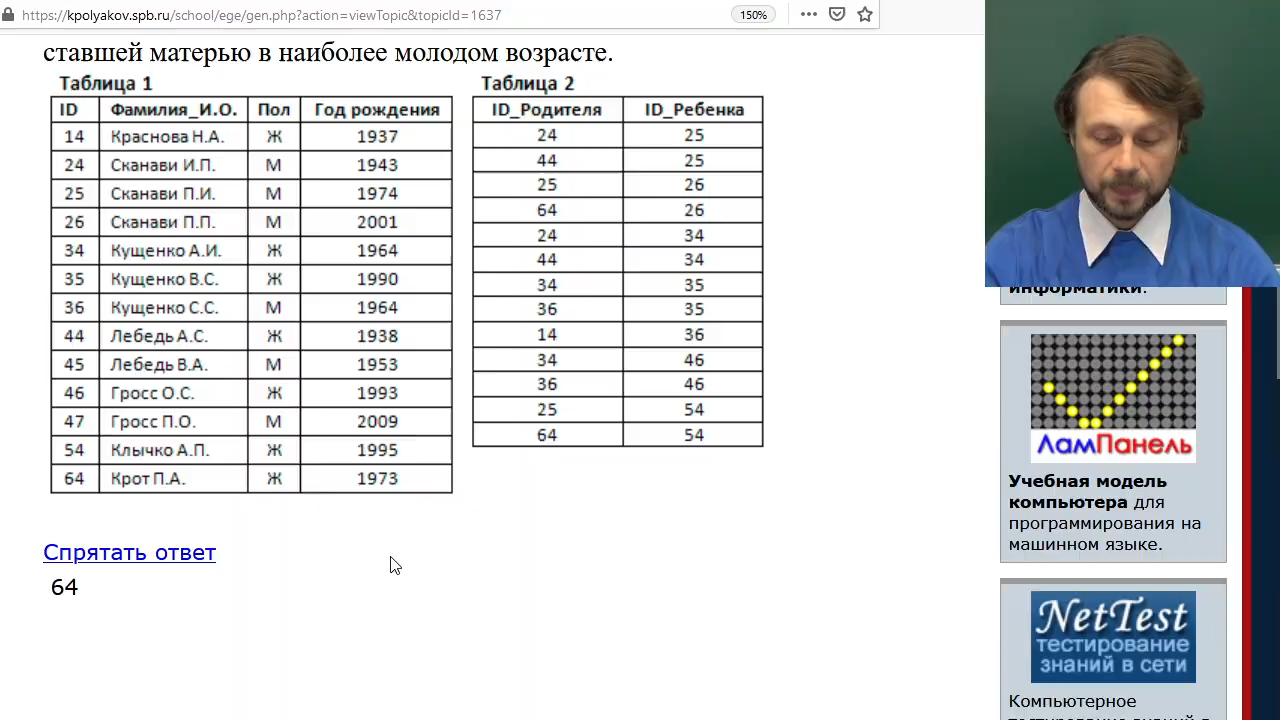 https://kpolyakov.spb.ru/school/ege/gen.php?action=viewTopic&topicId=1637
150%
ставшей матерью в наиболее молодом возрасте.
Таблица 1
ID Фамилия_И.О. Пол Год рождения
14 Краснова Н.А. Ж 1937
24 Сканави И.П. М 1943
25 Сканави П.И. М 1974
26 Сканави П.П. М 2001
34 Кущенко А.И. Ж 1964
35 Кущенко В.С. Ж 1990
36 Кущенко С.С. М 1964
44 Лебедь А.С. Ж 1938
45 Лебедь В.А. М 1953
46 Гросс О.С. Ж 1993
47 Гросс П.О. М 2009
54 Клычко А.П. Ж 1995
64 Крот П.А. Ж 1973
Таблица 2
ID_Родителя ID_Ребенка
24 25
44 25
25 26
64 26
24 34
44 34
34 35
36 35
14 36
34 46
36 46
25 54
64 54
Спрятать ответ
64
информатики.
ЛамПанель
Учебная модель
компьютера для
программирования на
машинном языке.
NetTest
тестирование
знаний в сети
Компьютерное